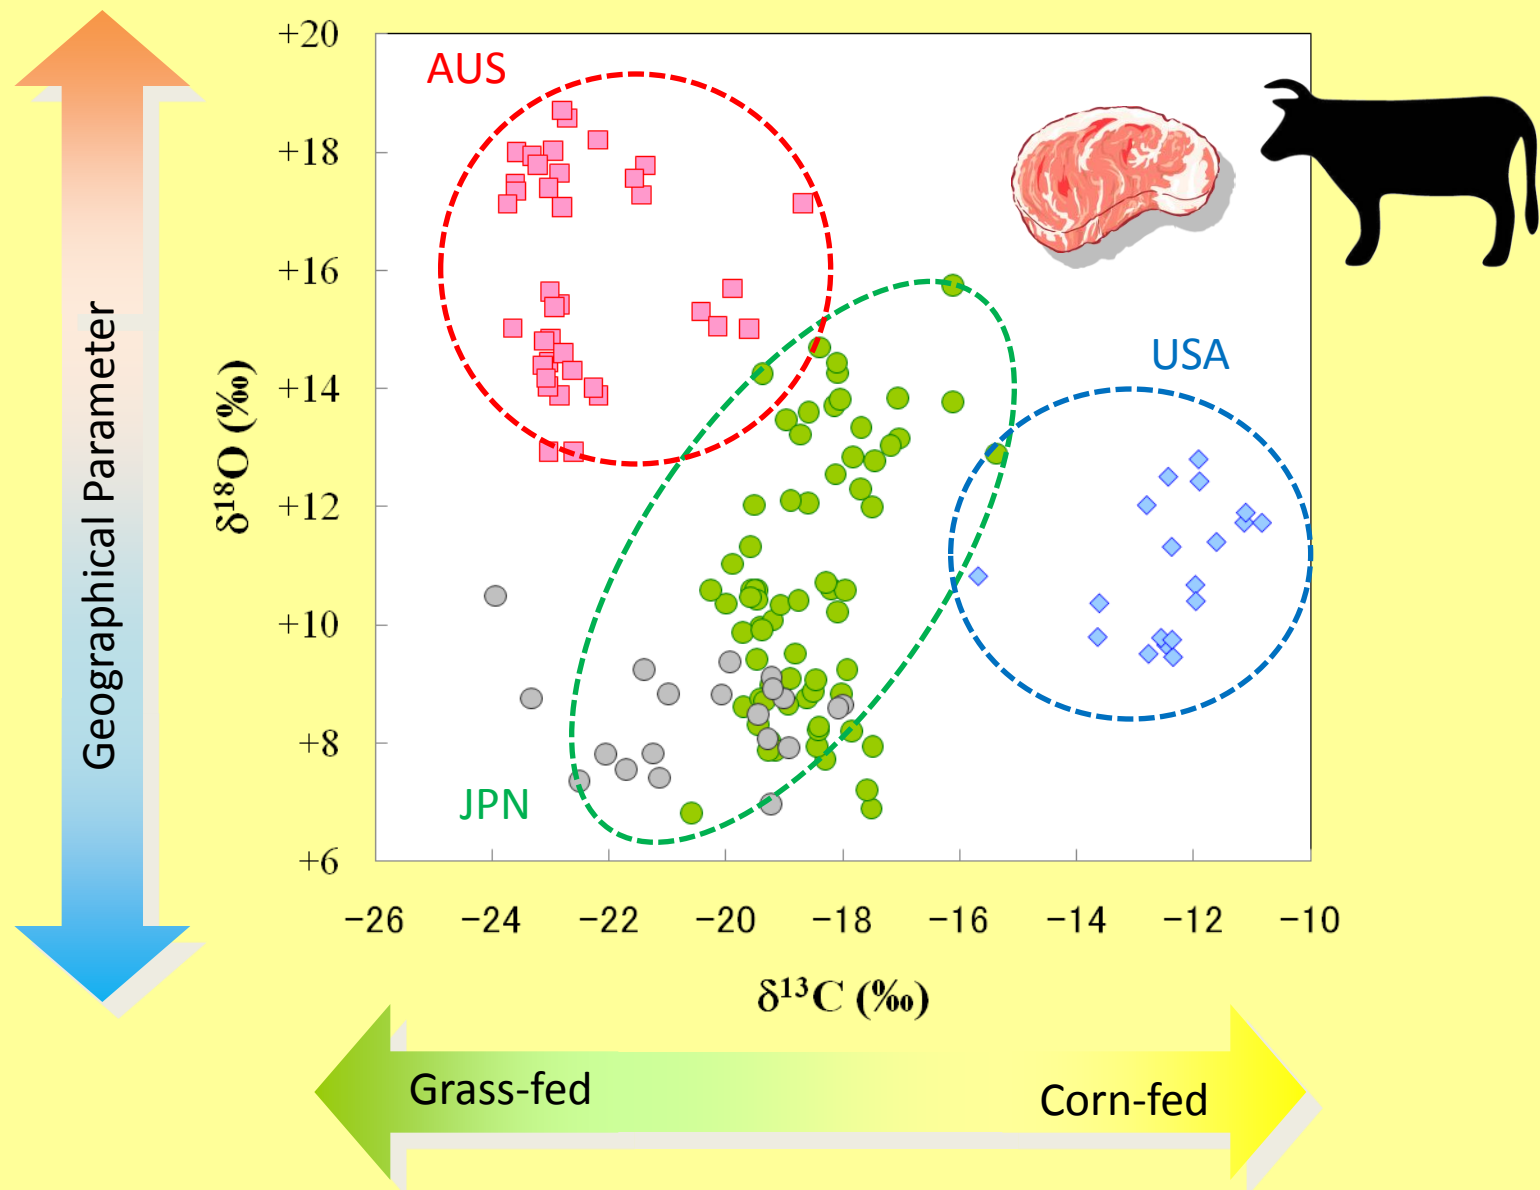 +20
AUS
+18
+16
USA
+14
+12
+10
+8
JPN
+6
Geographical Parameter
δ¹⁸O (‰)
−26 −24 −22 −20 −18 −16 −14 −12 −10
δ¹³C (‰)
Grass-fed
Corn-fed